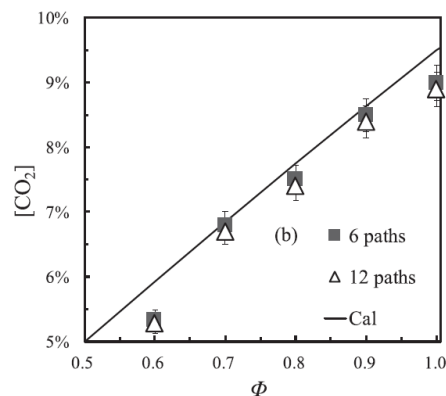 10%
9%
8%
7%
6%
5%
[CO₂]
(b)
6 paths
12 paths
Cal
0.5 0.6 0.7 0.8 0.9 1.0
Φ